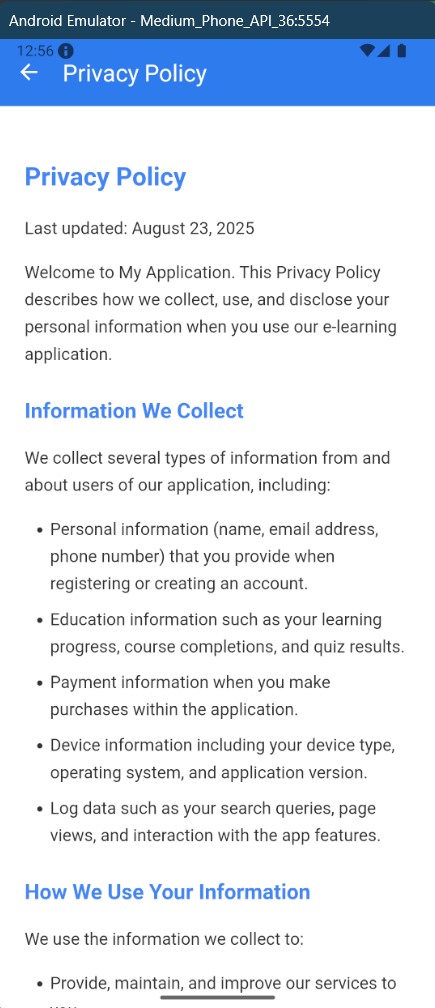 Android Emulator - Medium_Phone_API_36:5554
12:56
Privacy Policy
Privacy Policy
Last updated: August 23, 2025
Welcome to My Application. This Privacy Policy
describes how we collect, use, and disclose your
personal information when you use our e-learning
application.
Information We Collect
We collect several types of information from and
about users of our application, including:
• Personal information (name, email address,
phone number) that you provide when
registering or creating an account.
• Education information such as your learning
progress, course completions, and quiz results.
• Payment information when you make
purchases within the application.
• Device information including your device type,
operating system, and application version.
• Log data such as your search queries, page
views, and interaction with the app features.
How We Use Your Information
We use the information we collect to:
• Provide, maintain, and improve our services to